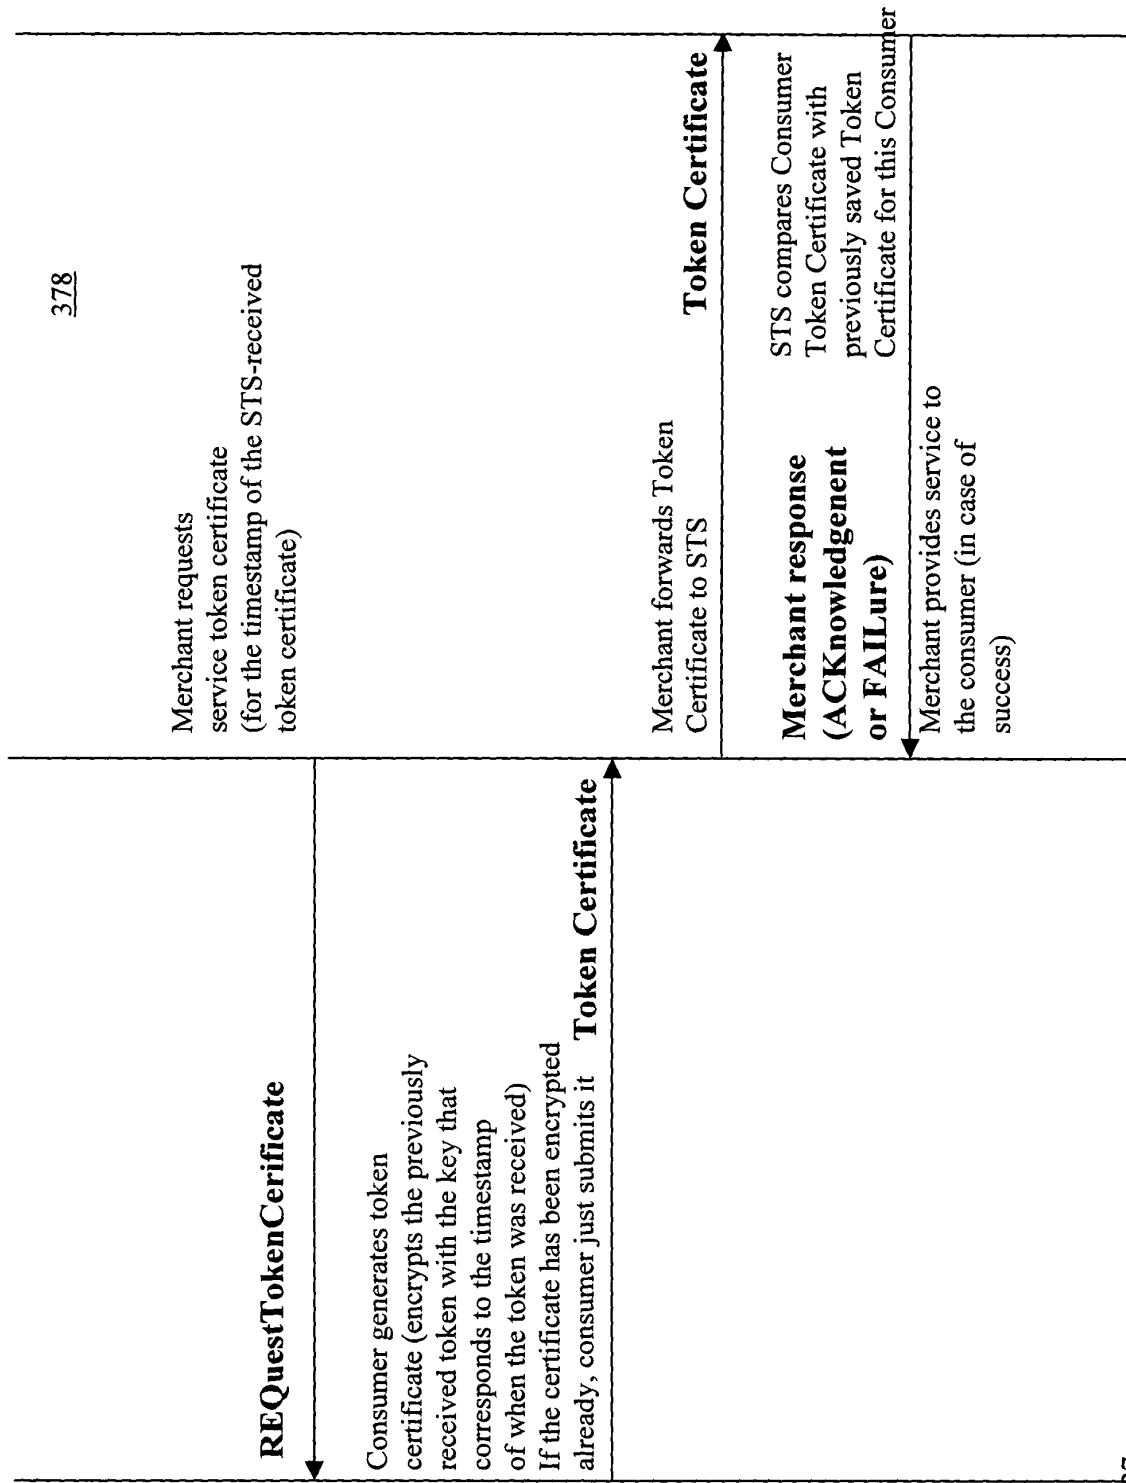 378
Merchant requests
service token certificate
(for the timestamp of the STS-received
token certificate)
REQuestTokenCerificate
Consumer generates token
certificate (encrypts the previously
received token with the key that
corresponds to the timestamp
of when the token was received)
If the certificate has been encrypted
already, consumer just submits it
Token Certificate
Merchant forwards Token
Certificate to STS
Token Certificate
STS compares Consumer
Token Certificate with
previously saved Token
Certificate for this Consumer
Merchant response
(ACKnowledgenent
or FAILure)
Merchant provides service to
the consumer (in case of
success)